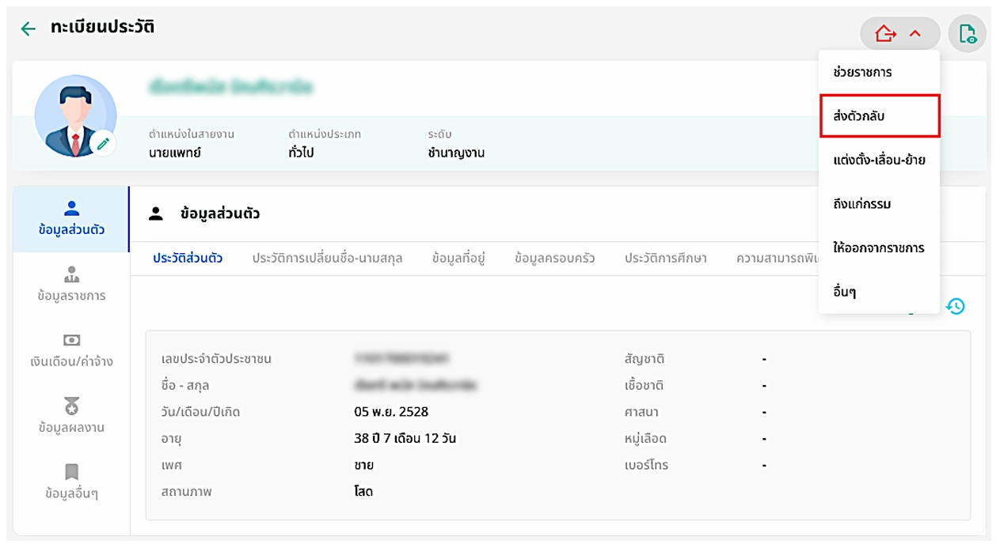 ทะเบียนประวัติ
ช่วยราชการ
ส่งตัวกลับ
แต่งตั้ง-เลื่อน-ย้าย
ถึงแก่กรรม
ให้ออกจากราชการ
อื่นๆ
ตำแหน่งในสายงาน ตำแหน่งประเภท ระดับ
นายแพทย์ ทั่วไป ชำนาญงาน
ข้อมูลส่วนตัว
ข้อมูลราชการ
เงินเดือน/ค่าจ้าง
ข้อมูลผลงาน
ข้อมูลอื่นๆ
ข้อมูลส่วนตัว
ประวัติส่วนตัว ประวัติการเปลี่ยนชื่อ-นามสกุล ข้อมูลที่อยู่ ข้อมูลครอบครัว ประวัติการศึกษา
เลขประจำตัวประชาชน สัญชาติ -
ชื่อ - สกุล เชื้อชาติ -
วัน/เดือน/ปีเกิด 05 พ.ย. 2528 ศาสนา -
อายุ 38 ปี 7 เดือน 12 วัน หมู่เลือด -
เพศ ชาย เบอร์โทร -
สถานภาพ โสด